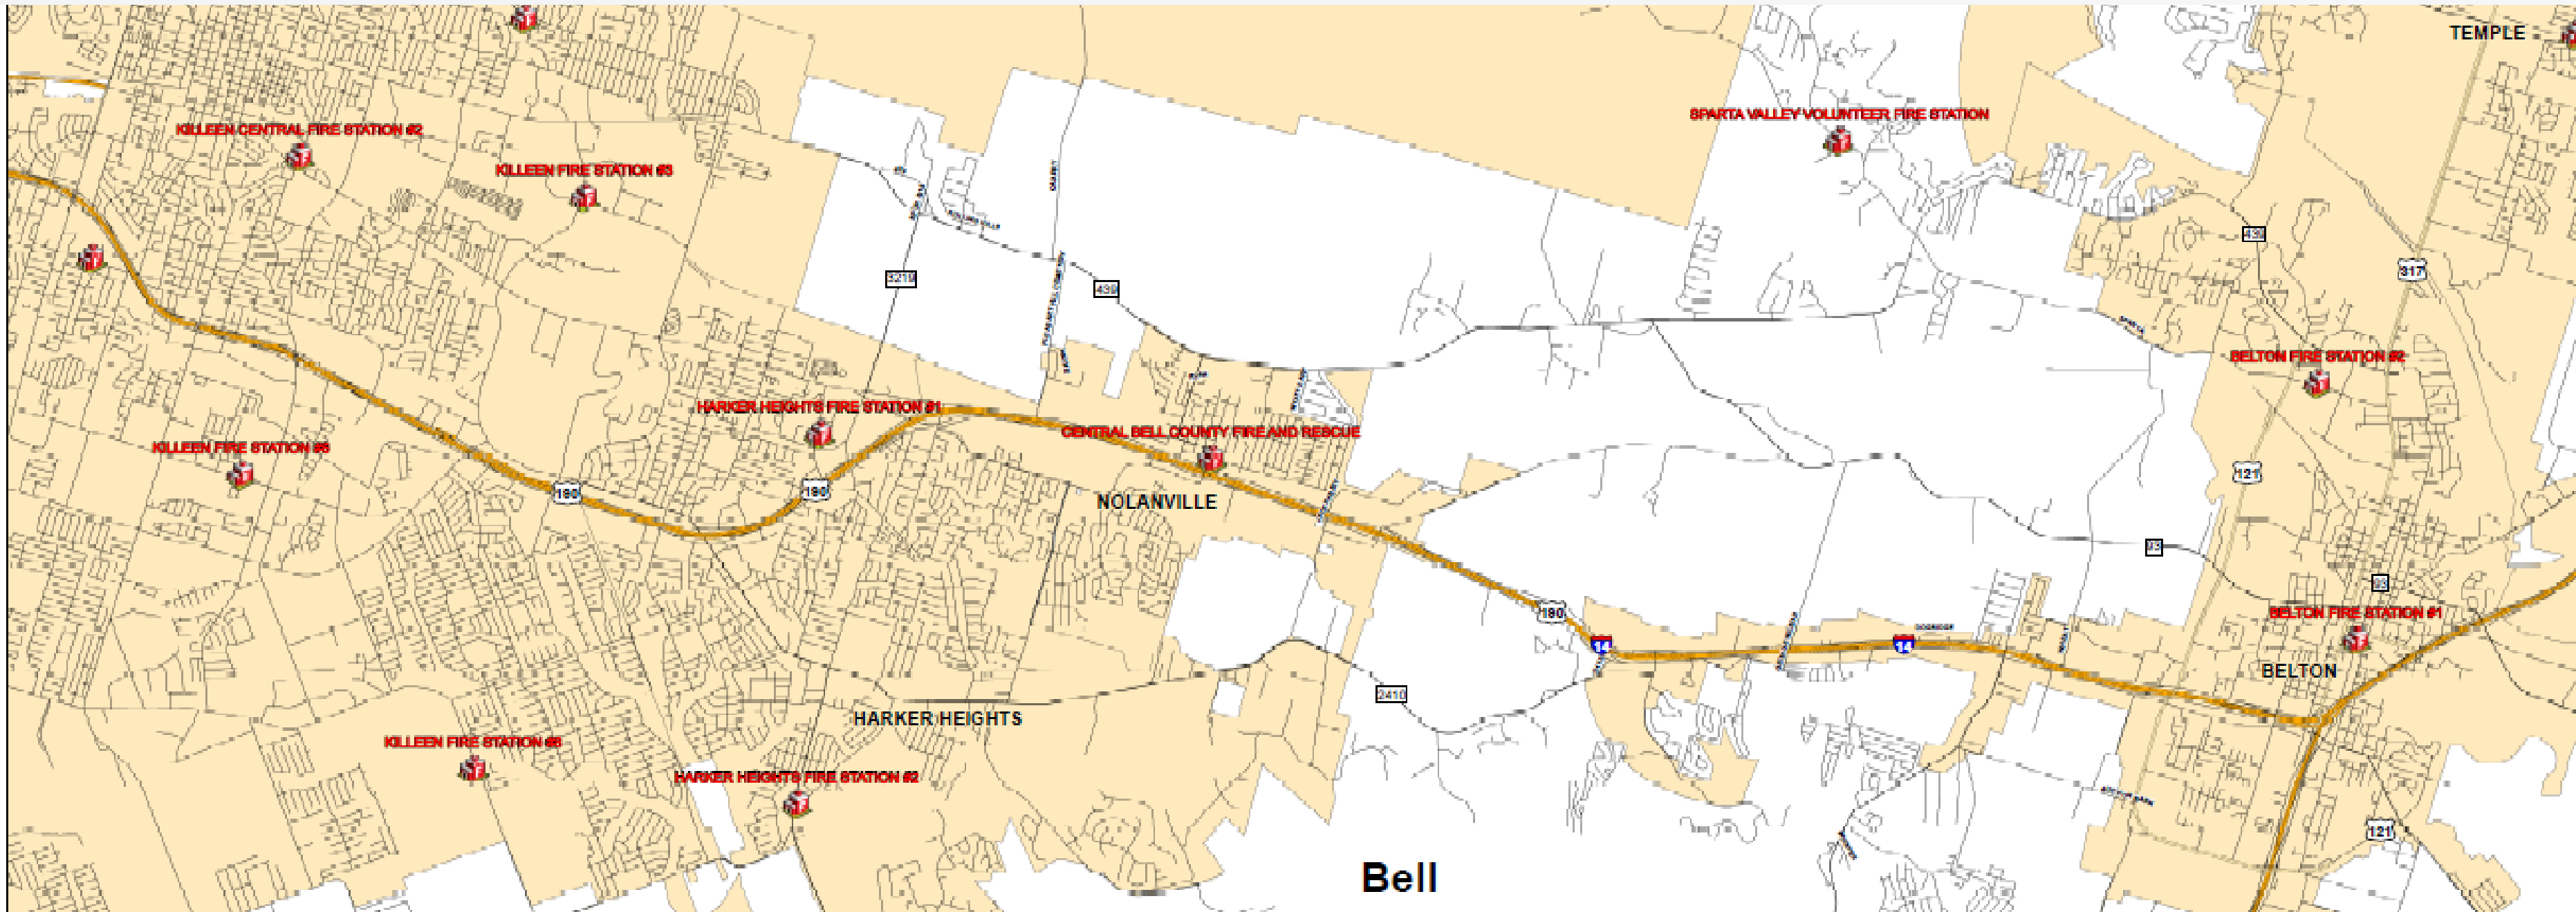 TEMPLE
SPARTA VALLEY VOLUNTEER FIRE STATION
KILLEEN CENTRAL FIRE STATION #2
KILLEEN FIRE STATION #3
439
317
3219
439
BELTON FIRE STATION #2
HARKER HEIGHTS FIRE STATION #1
CENTRAL BELL COUNTY FIRE AND RESCUE
KILLEEN FIRE STATION
121
190
190
NOLANVILLE
93
93
190
BELTON FIRE STATION #1
14
14
BELTON
2410
HARKER HEIGHTS
KILLEEN FIRE STATION
HARKER HEIGHTS FIRE STATION #2
121
Bell